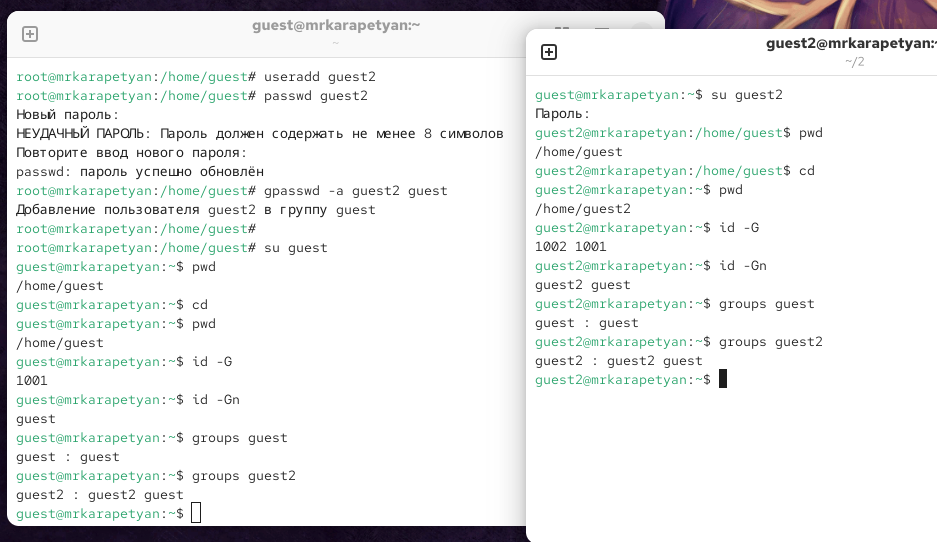 guest@mrkarapetyan:~
~
root@mrkarapetyan:/home/guest# useradd guest2
root@mrkarapetyan:/home/guest# passwd guest2
Новый пароль:
НЕУДАЧНЫЙ ПАРОЛЬ: Пароль должен содержать не менее 8 символов
Повторите ввод нового пароля:
passwd: пароль успешно обновлён
root@mrkarapetyan:/home/guest# gpasswd -a guest2 guest
Добавление пользователя guest2 в группу guest
root@mrkarapetyan:/home/guest#
root@mrkarapetyan:/home/guest# su guest
guest@mrkarapetyan:~$ pwd
/home/guest
guest@mrkarapetyan:~$ cd
guest@mrkarapetyan:~$ pwd
/home/guest
guest@mrkarapetyan:~$ id -G
1001
guest@mrkarapetyan:~$ id -Gn
guest
guest@mrkarapetyan:~$ groups guest
guest : guest
guest@mrkarapetyan:~$ groups guest2
guest2 : guest2 guest
guest@mrkarapetyan:~$
guest2@mrkarapetyan:~
~/2
guest@mrkarapetyan:~$ su guest2
Пароль:
guest2@mrkarapetyan:/home/guest$ pwd
/home/guest
guest2@mrkarapetyan:/home/guest$ cd
guest2@mrkarapetyan:~$ pwd
/home/guest2
guest2@mrkarapetyan:~$ id -G
1002 1001
guest2@mrkarapetyan:~$ id -Gn
guest2 guest
guest2@mrkarapetyan:~$ groups guest
guest : guest
guest2@mrkarapetyan:~$ groups guest2
guest2 : guest2 guest
guest2@mrkarapetyan:~$